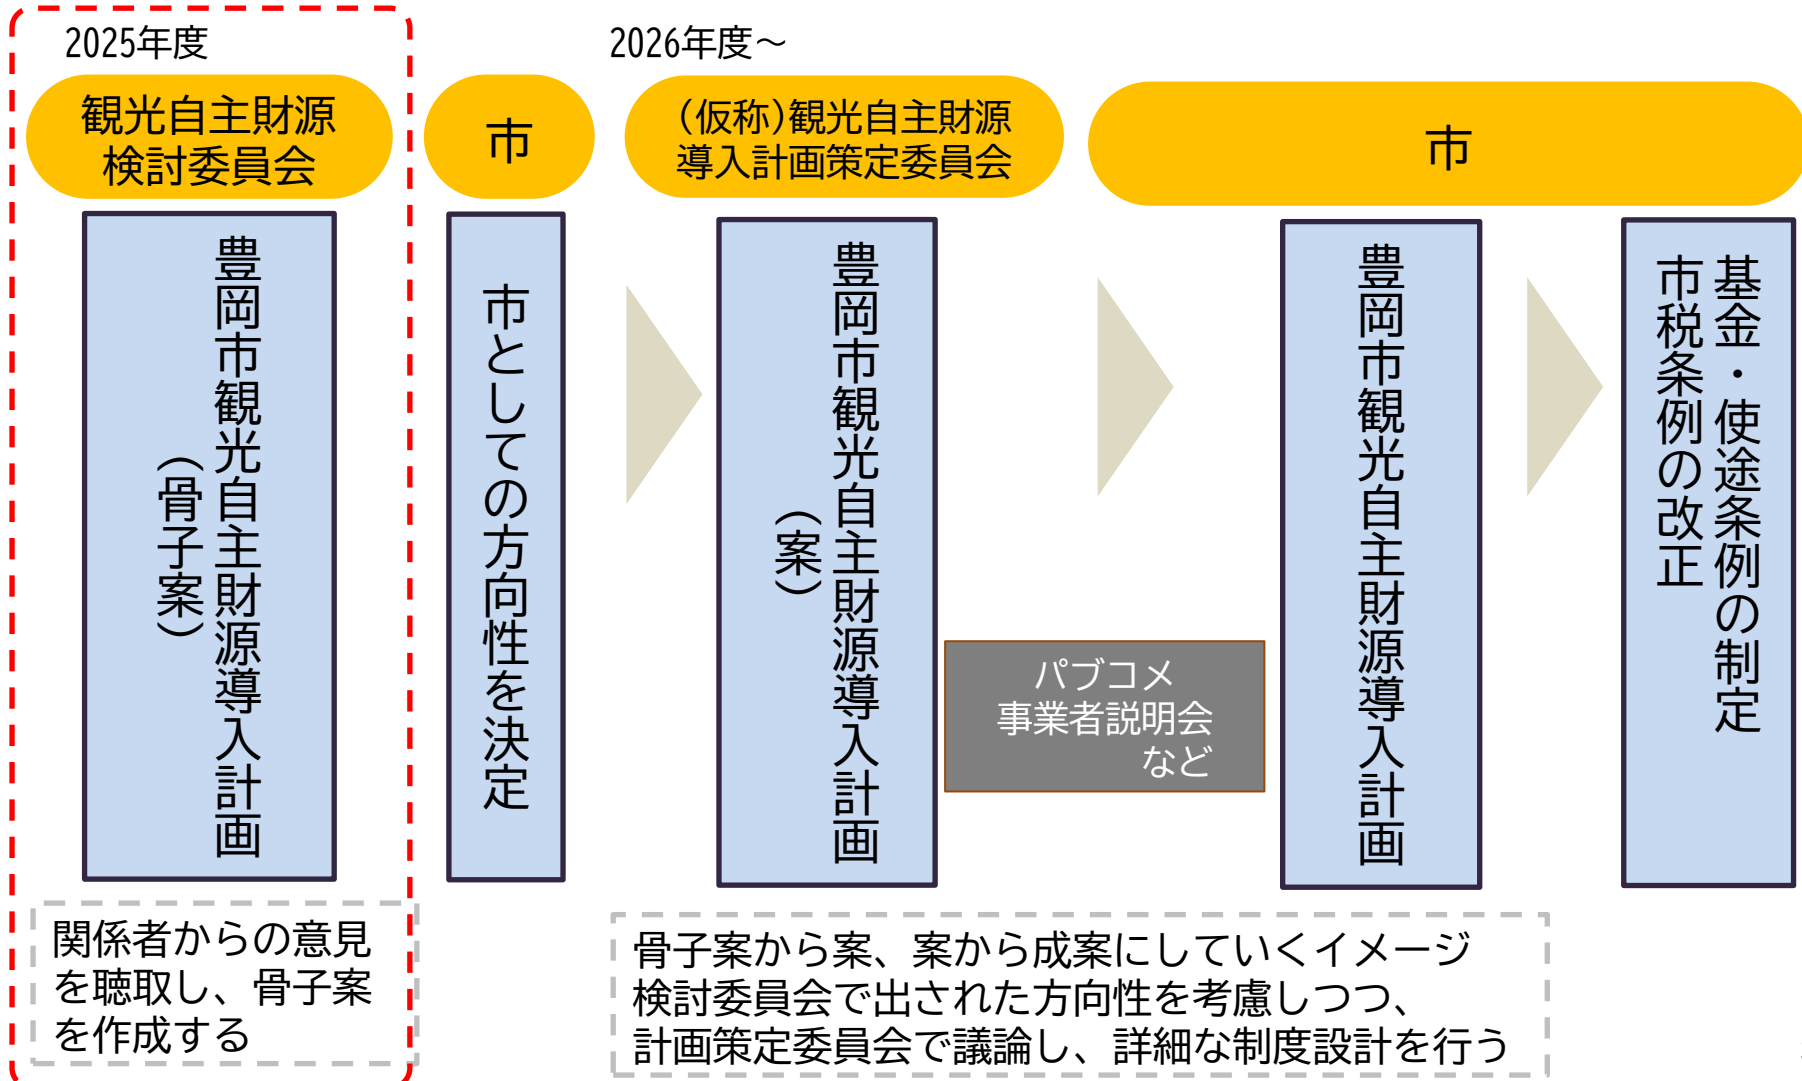 2025年度
2026年度～
観光自主財源
検討委員会
市
(仮称)観光自主財源
導入計画策定委員会
市
豊岡市観光自主財源導入計画
（骨子案）
市としての方向性を決定
豊岡市観光自主財源導入計画
（案）
パブコメ
事業者説明会
など
豊岡市観光自主財源導入計画
基金・使途条例の制定
市税条例の改正
関係者からの意見
を聴取し、骨子案
を作成する
骨子案から案、案から成案にしていくイメージ
検討委員会で出された方向性を考慮しつつ、
計画策定委員会で議論し、詳細な制度設計を行う